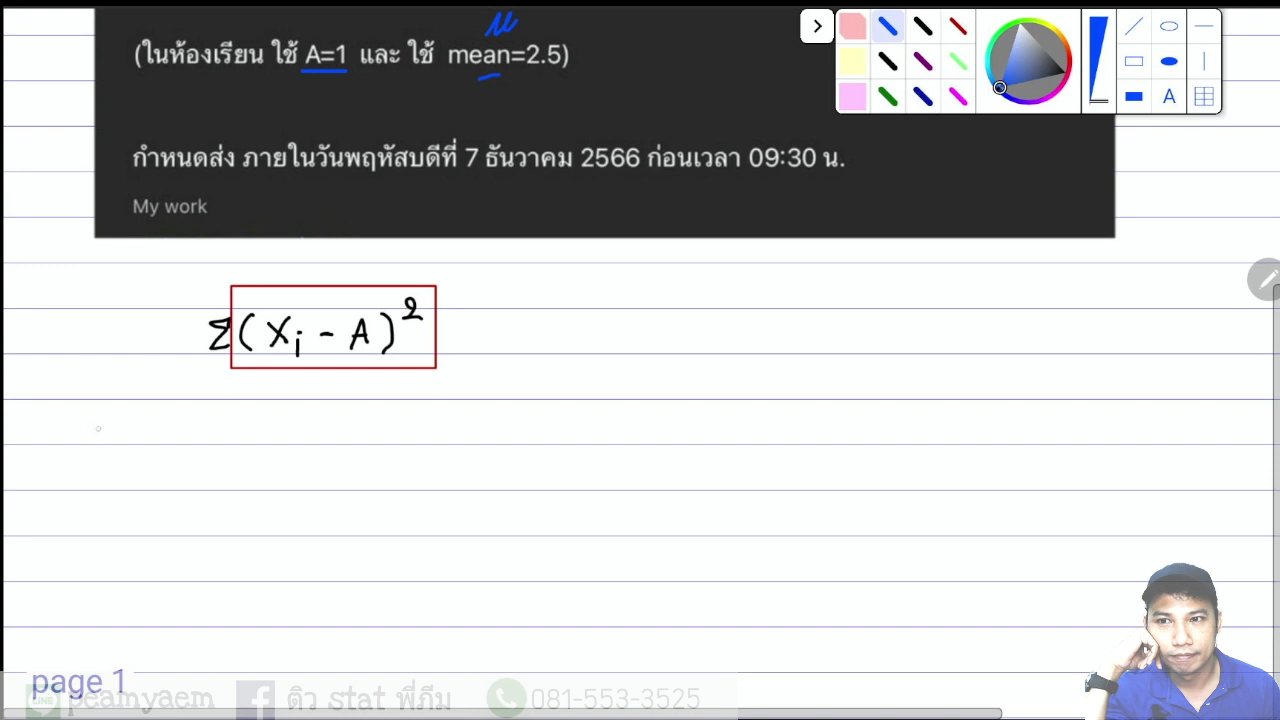 μ
(ในห้องเรียน ใช้ A=1 และ ใช้ mean=2.5)
กำหนดส่ง ภายในวันพฤหัสบดีที่ 7 ธันวาคม 2566 ก่อนเวลา 09:30 น.
My work
Σ(Xi - A)²
page 1
LINE peamyaem f ติว stat พี่ภีม 081-553-3525
A